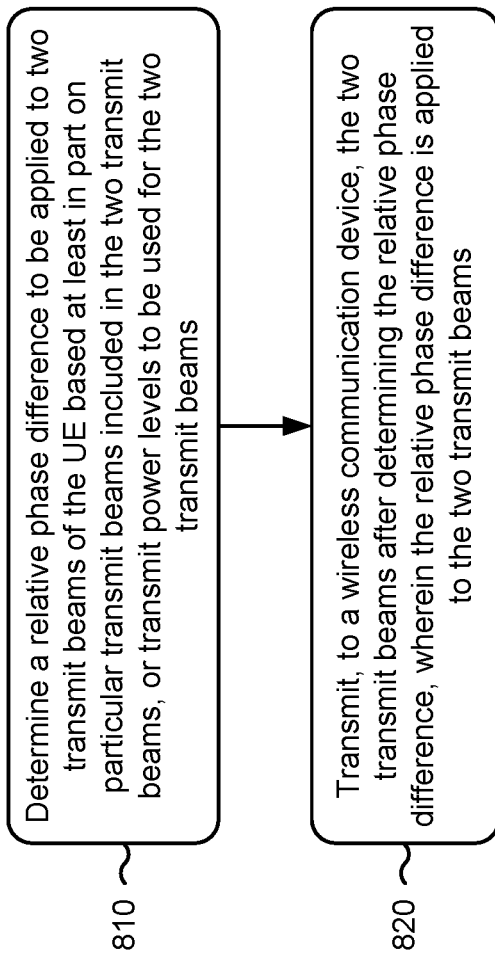 810
Determine a relative phase difference to be applied to two
transmit beams of the UE based at least in part on
particular transmit beams included in the two transmit
beams, or transmit power levels to be used for the two
transmit beams
820
Transmit, to a wireless communication device, the two
transmit beams after determining the relative phase
difference, wherein the relative phase difference is applied
to the two transmit beams